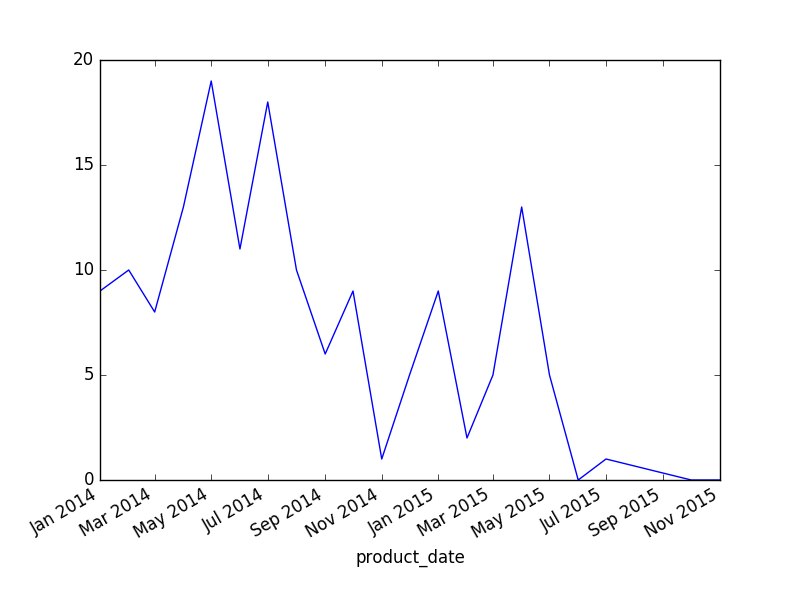 20
15
10
5
0
Jan 2014
Mar 2014
May 2014
Jul 2014
Sep 2014
Nov 2014
Jan 2015
Mar 2015
May 2015
Jul 2015
Sep 2015
Nov 2015
product_date